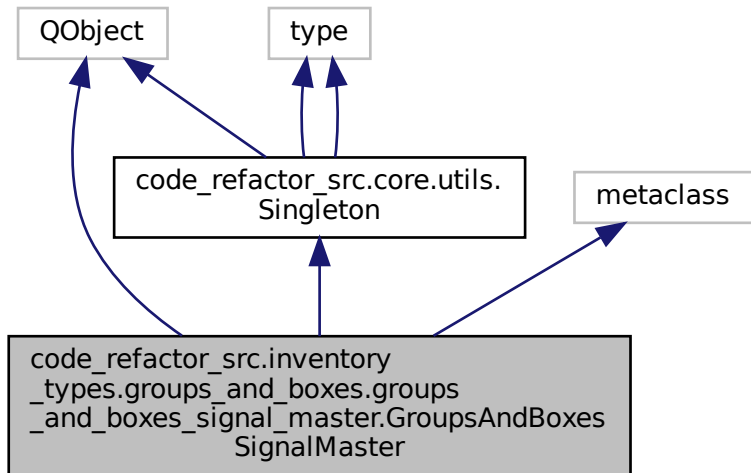 QObject
type
code_refactor_src.core.utils.
Singleton
metaclass
code_refactor_src.inventory
_types.groups_and_boxes.groups
_and_boxes_signal_master.GroupsAndBoxes
SignalMaster